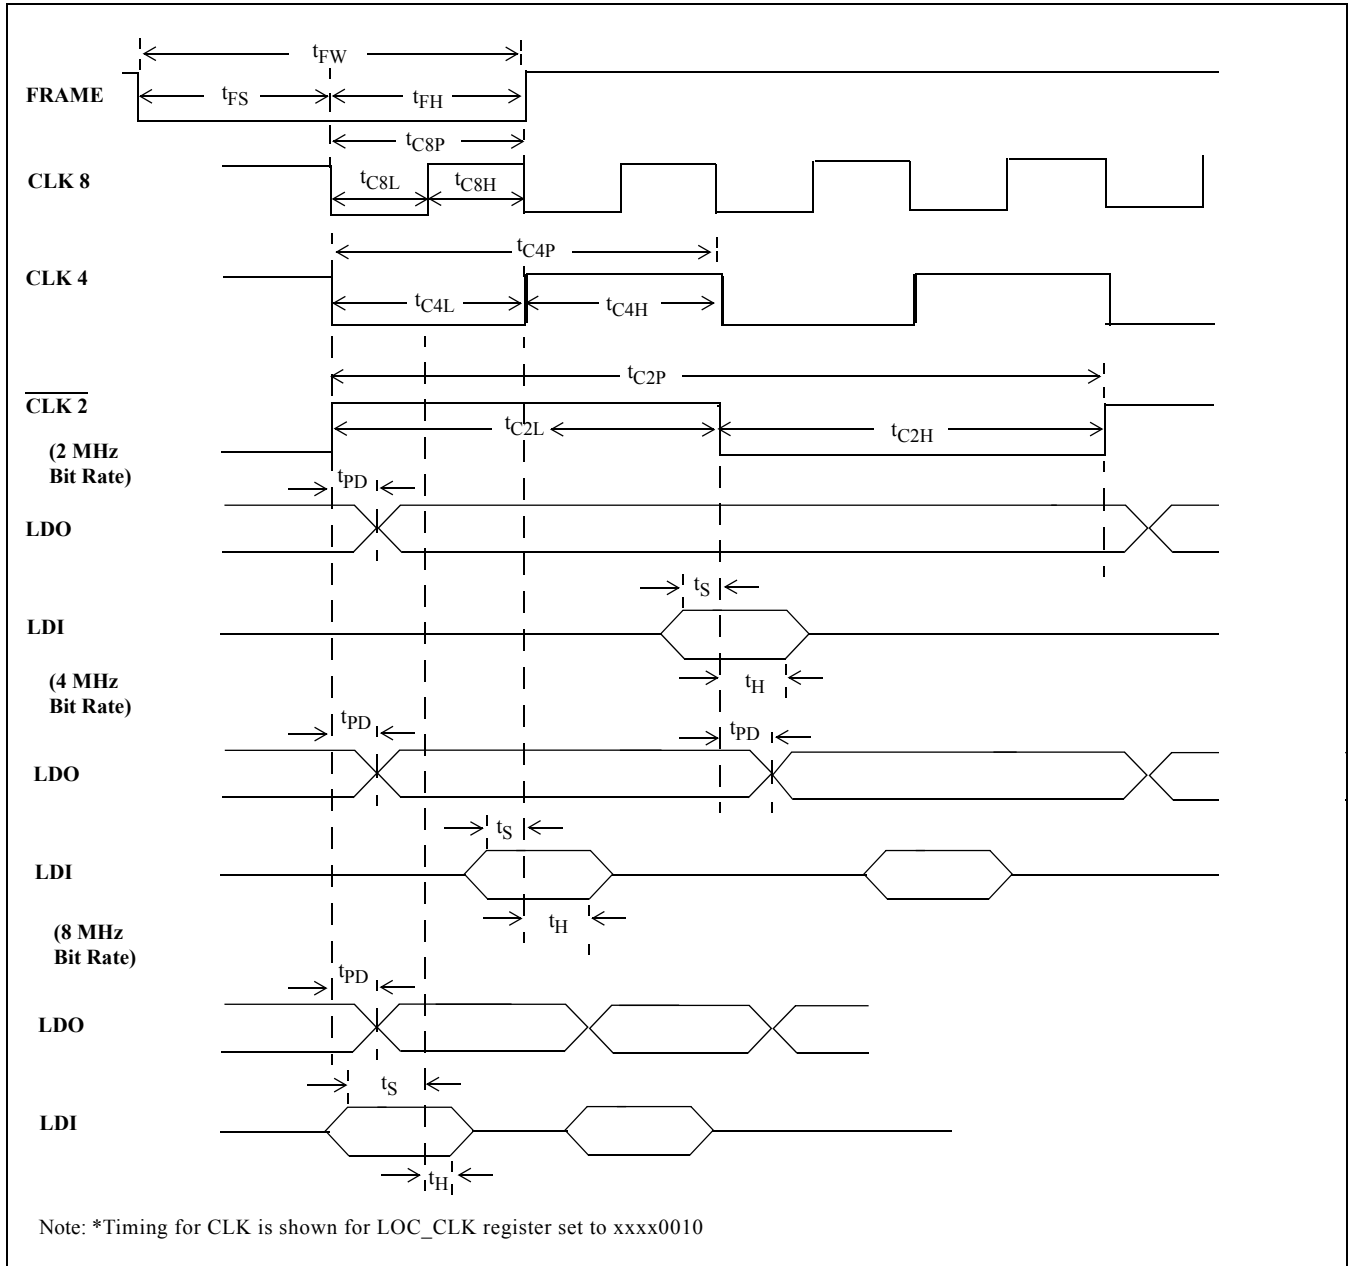 tFW
FRAME
tFS
tFH
tC8P
CLK 8
tC8L
tC8H
tC4P
CLK 4
tC4L
tC4H
tC2P
CLK 2
tC2L
tC2H
(2 MHz
Bit Rate)
tPD
LDO
tS
LDI
tH
(4 MHz
Bit Rate)
tPD
tPD
LDO
tS
LDI
tH
(8 MHz
Bit Rate)
tPD
LDO
tS
LDI
tH
Note: *Timing for CLK is shown for LOC_CLK register set to xxxx0010